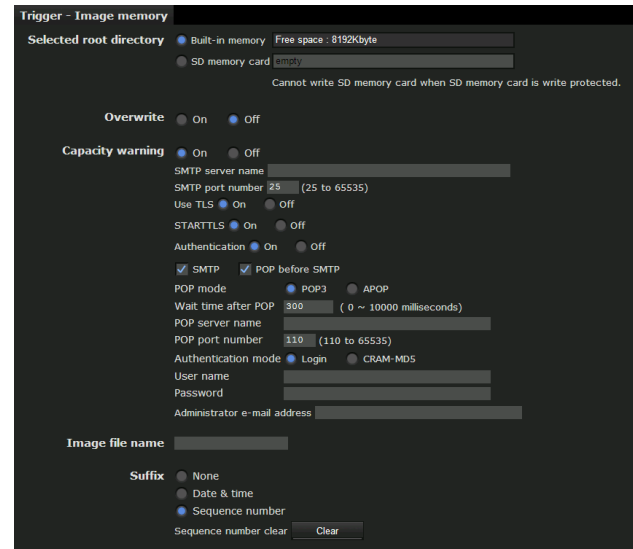 Trigger - Image memory
Selected root directory Built-in memory Free space : 8192Kbyte
SD memory card empty
Cannot write SD memory card when SD memory card is write protected.
Overwrite On Off
Capacity warning On Off
SMTP server name
SMTP port number 25 (25 to 65535)
Use TLS On Off
STARTTLS On Off
Authentication On Off
SMTP POP before SMTP
POP mode POP3 APOP
Wait time after POP 300 ( 0 ~ 10000 milliseconds)
POP server name
POP port number 110 (110 to 65535)
Authentication mode Login CRAM-MD5
User name
Password
Administrator e-mail address
Image file name
Suffix None
Date & time
Sequence number
Sequence number clear Clear